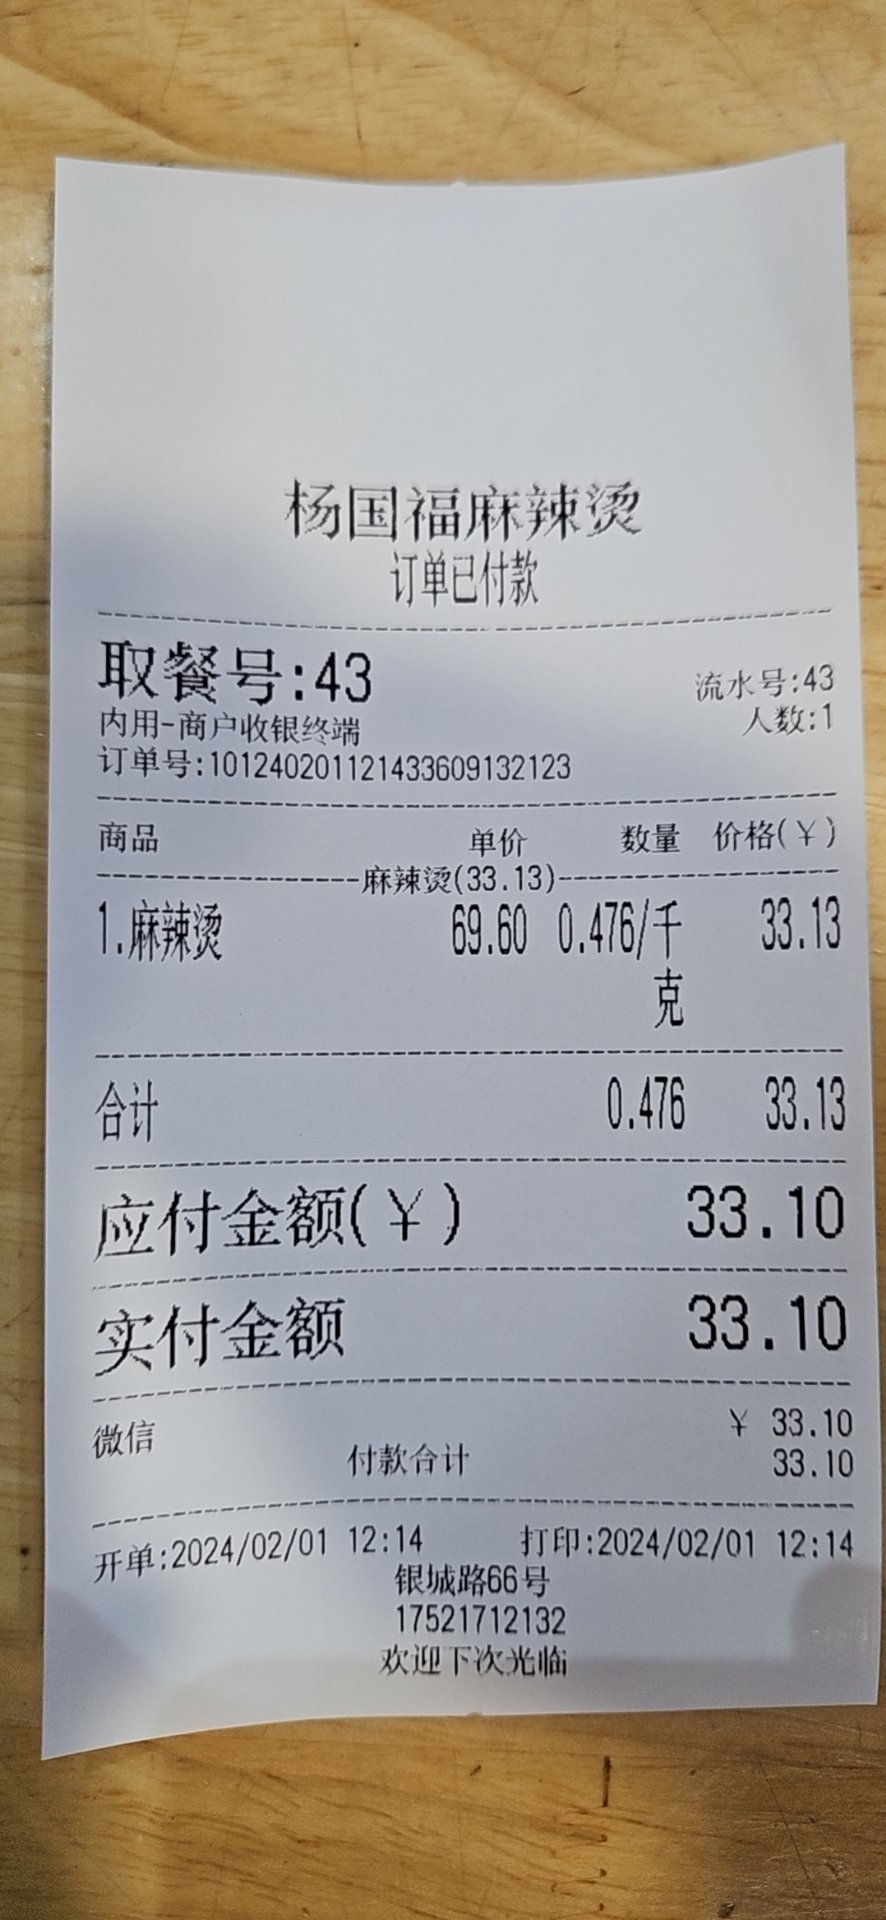 杨国福麻辣烫
订单已付款
取餐号:43
流水号:43
内用-商户收银终端
人数:1
订单号:101240201121433609132123
商品 单价 数量 价格(¥)
麻辣烫(33.13)
1.麻辣烫 69.60 0.476/千 33.13
克
合计 0.476 33.13
应付金额(¥) 33.10
实付金额 33.10
微信 ¥ 33.10
付款合计 33.10
开单:2024/02/01 12:14 打印:2024/02/01 12:14
银城路66号
17521712132
欢迎下次光临